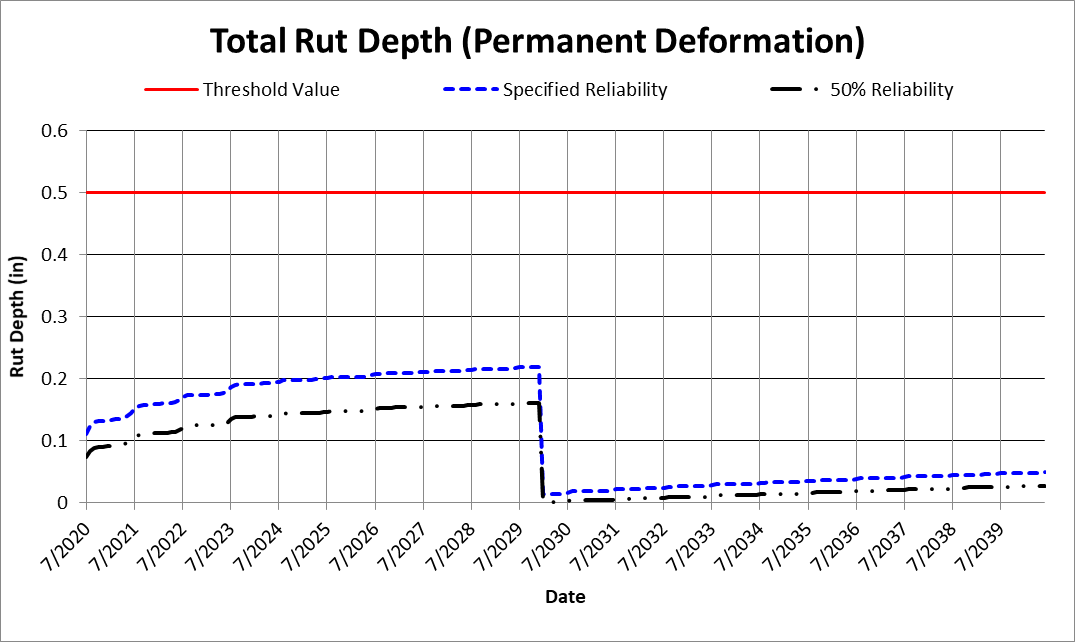 Total Rut Depth (Permanent Deformation)
Threshold Value Specified Reliability 50% Reliability
0.6
0.5
0.4
0.3
0.2
0.1
0
Rut Depth (in)
7/2020 7/2021 7/2022 7/2023 7/2024 7/2025 7/2026 7/2027 7/2028 7/2029 7/2030 7/2031 7/2032 7/2033 7/2034 7/2035 7/2036 7/2037 7/2038 7/2039
Date